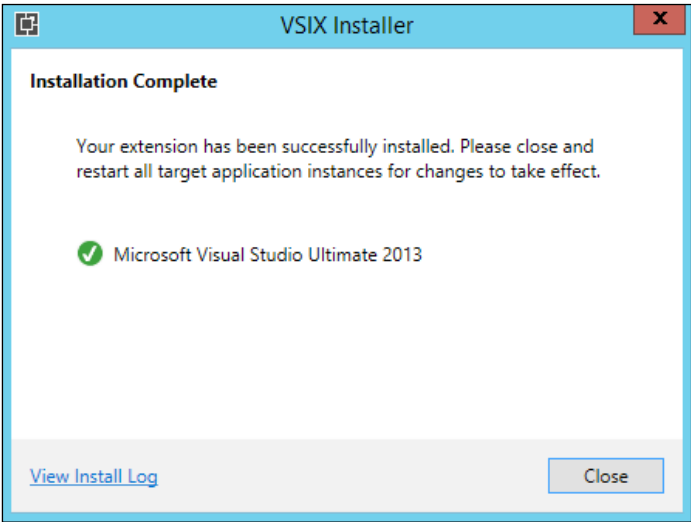 VSIX Installer
Installation Complete
Your extension has been successfully installed. Please close and
restart all target application instances for changes to take effect.
Microsoft Visual Studio Ultimate 2013
View Install Log
Close